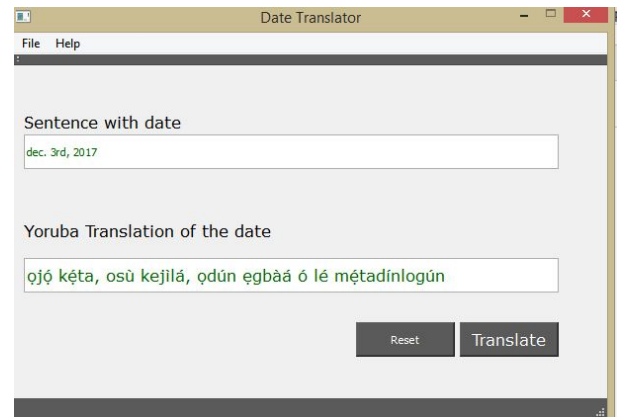 Date Translator
File Help
Sentence with date
dec. 3rd, 2017
Yoruba Translation of the date
ọjọ́ kẹ́ta, osù kejìlá, ọdún ẹgbàá ó lé mẹ́tadínlogún
Reset Translate